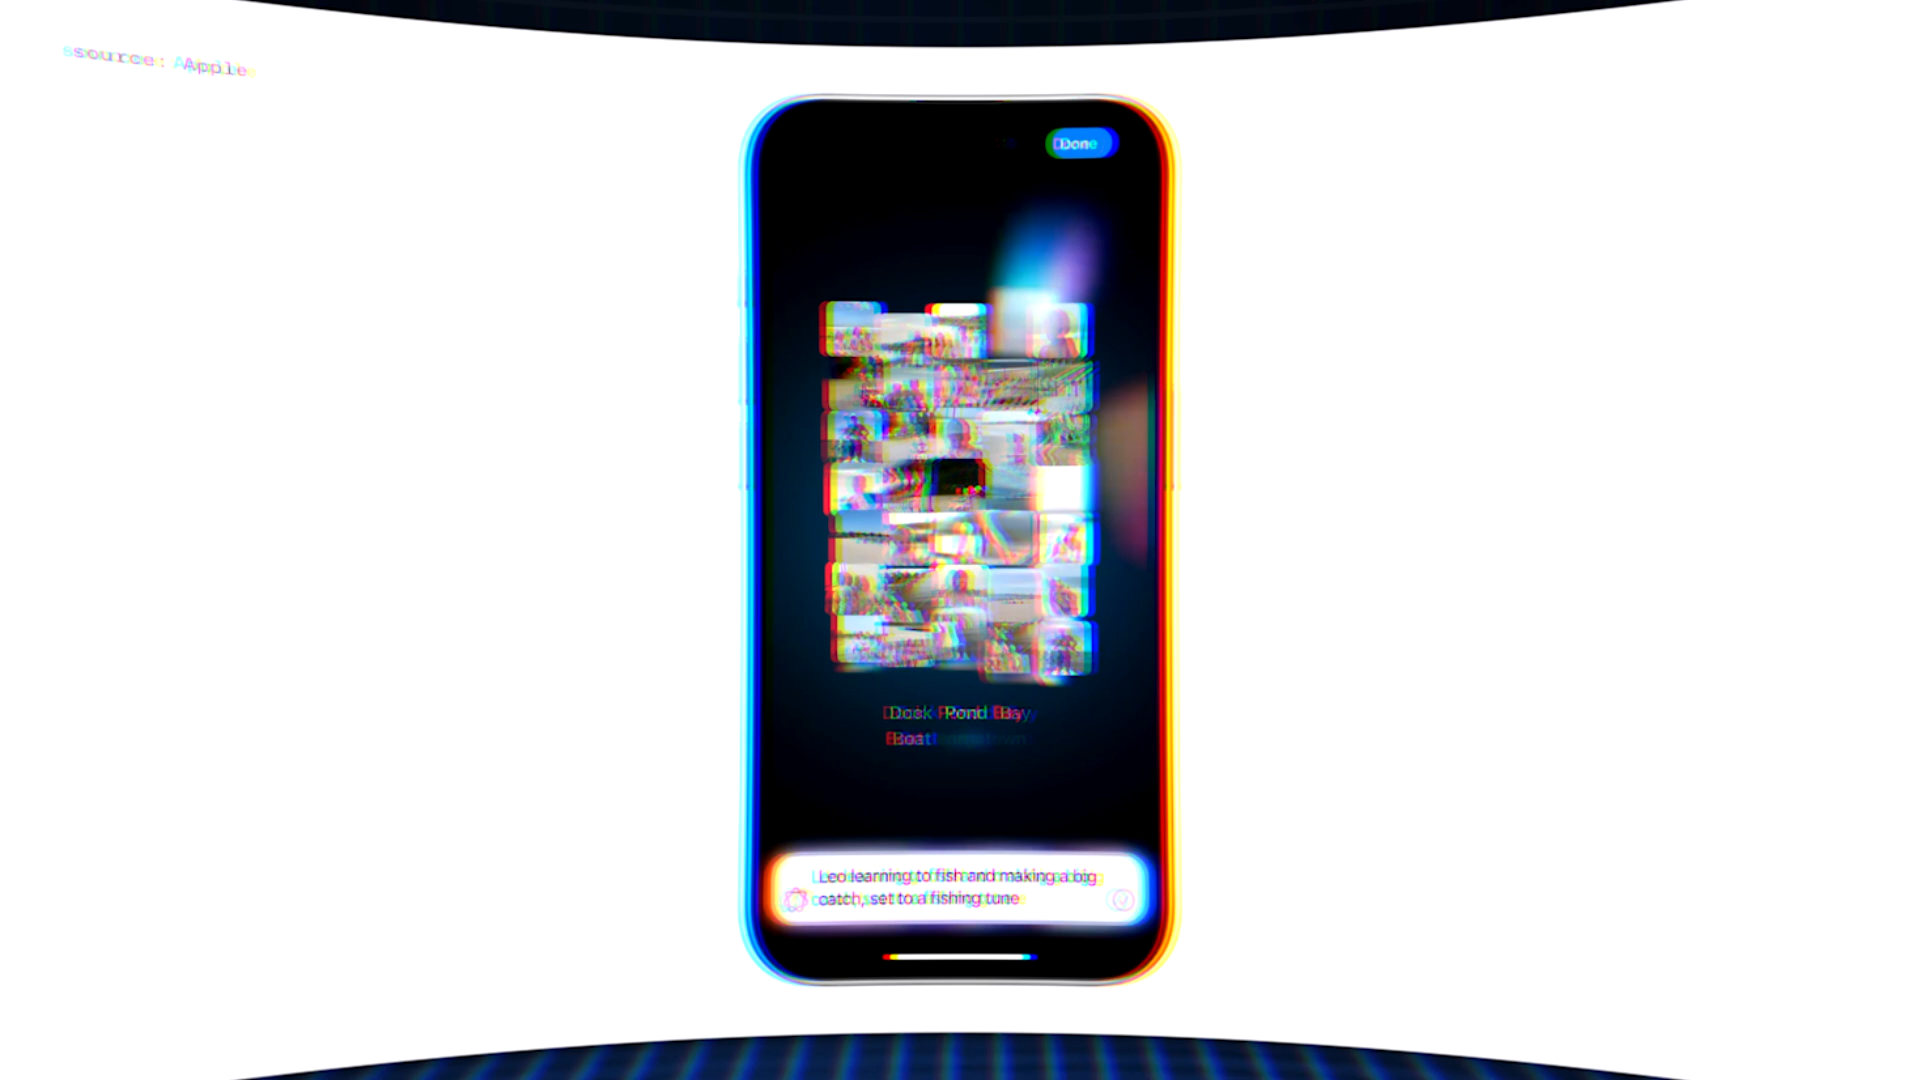 source: Apple
Done
Dock Pond Bay
Boat
Leo learning to fish and making a big
catch, set to a fishing tune